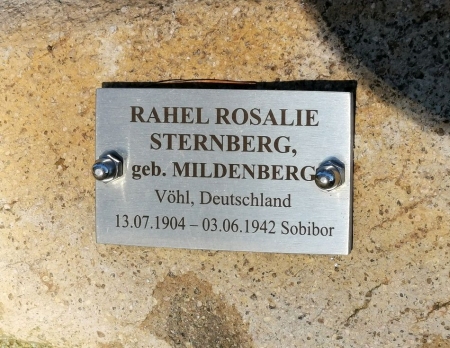 RAHEL ROSALIE
STERNBERG,
geb. MILDENBERG
Vöhl, Deutschland
13.07.1904 – 03.06.1942 Sobibor